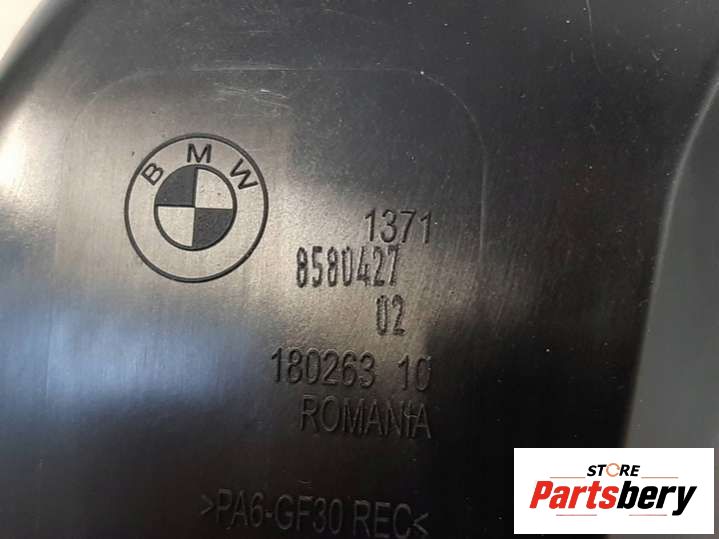 BMW
1371
8580427
02
180263 10
ROMANIA
>PA6-GF30 REC<
STORE
Partsbery